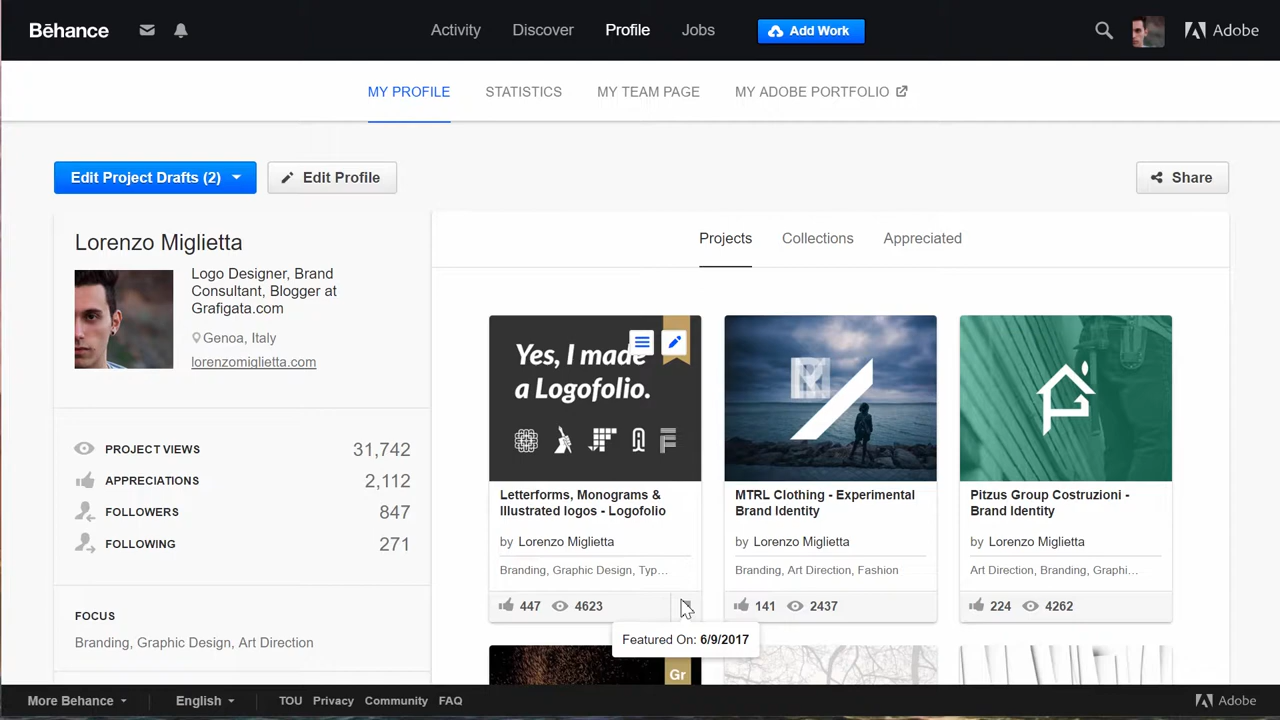 Bēhance
Activity
Discover
Profile
Jobs
Add Work
Adobe
MY PROFILE
STATISTICS
MY TEAM PAGE
MY ADOBE PORTFOLIO
Edit Project Drafts (2)
Edit Profile
Share
Lorenzo Miglietta
Logo Designer, Brand
Consultant, Blogger at
Grafigata.com
Genoa, Italy
lorenzomiglietta.com
PROJECT VIEWS 31,742
APPRECIATIONS 2,112
FOLLOWERS 847
FOLLOWING 271
FOCUS
Branding, Graphic Design, Art Direction
Projects
Collections
Appreciated
Yes, I made
a Logofolio.
Letterforms, Monograms &
Illustrated logos - Logofolio
by Lorenzo Miglietta
Branding, Graphic Design, Typ...
447 4623
Featured On: 6/9/2017
MTRL Clothing - Experimental
Brand Identity
by Lorenzo Miglietta
Branding, Art Direction, Fashion
141 2437
Pitzus Group Costruzioni -
Brand Identity
by Lorenzo Miglietta
Art Direction, Branding, Graphi...
224 4262
Gr
More Behance
English
TOU
Privacy
Community
FAQ
Adobe